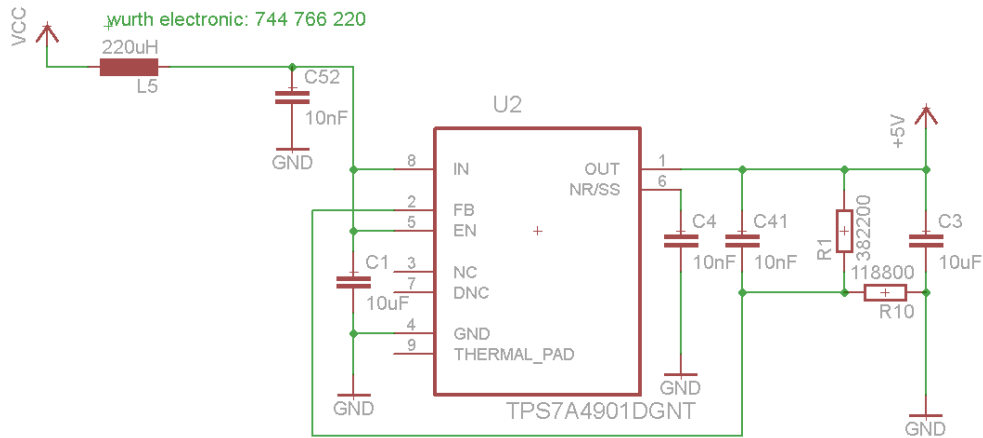 wurth electronic: 744 766 220
VCC
220uH
L5
C52
10nF
GND
U2
+5V
8
IN
OUT
1
NR/SS
6
2
FB
5
EN
C4
10nF
C41
10nF
R1
382200
C3
10uF
C1
10uF
3
NC
7
DNC
118800
R10
4
GND
9
THERMAL_PAD
GND
TPS7A4901DGNT
GND
GND